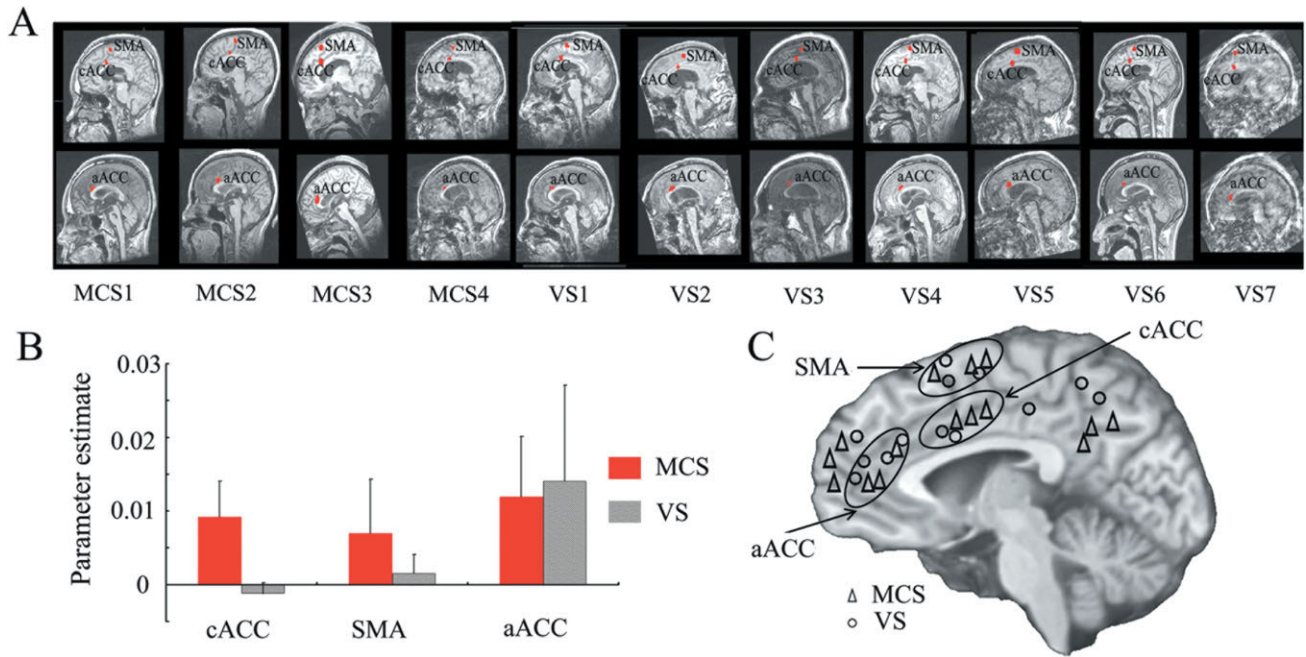 A
SMA SMA SMA SMA SMA SMA SMA SMA SMA SMA SMA
cACC cACC cACC cACC cACC cACC cACC cACC cACC cACC cACC
aACC aACC aACC aACC aACC aACC aACC aACC aACC aACC aACC
MCS1 MCS2 MCS3 MCS4 VS1 VS2 VS3 VS4 VS5 VS6 VS7
B
Parameter estimate
0.03
0.02
0.01
0
cACC SMA aACC
MCS
VS
C
cACC
SMA
aACC
MCS
VS